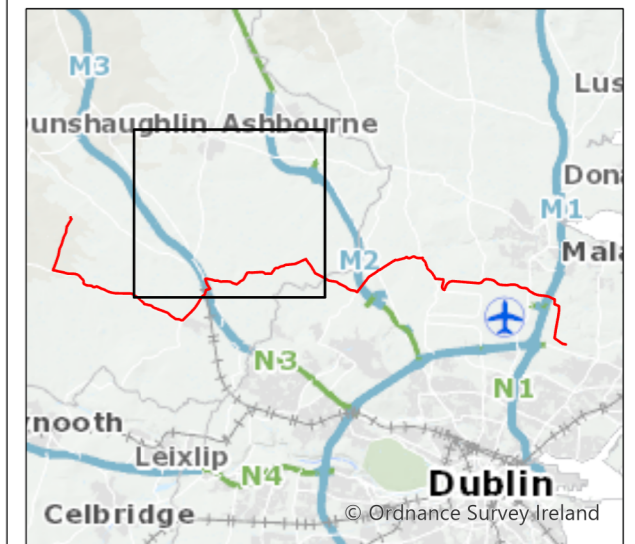 M3
Lus
unshaughlin Ashbourne
Dona
M1
M2
Mala
N3
N1
ynooth
Leixlip
N4
Dublin
Celbridge
© Ordnance Survey Ireland